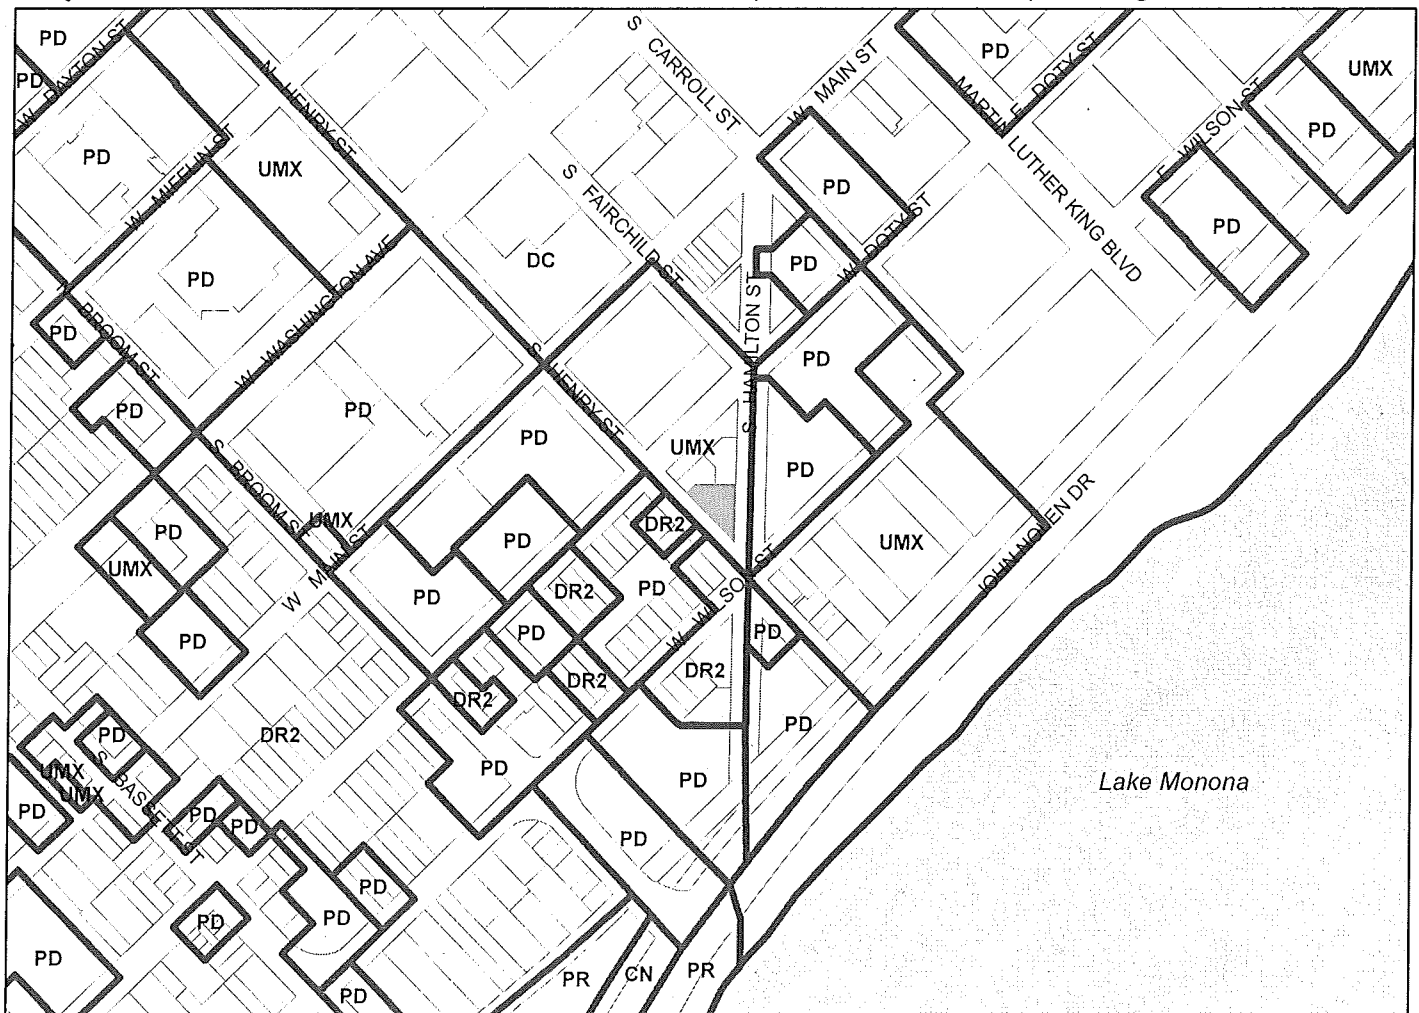 PD
S CARROLL ST
W MAIN ST
PD
E DOTY ST
UMX
PD
W DAYTON ST
N HENRY ST
MARTIN LUTHER KING BLVD
E WILSON ST
PD
PD
W MIFFLIN ST
UMX
S FAIRCHILD ST
PD
W DOTY ST
PD
DC
PD
PD
W WASHINGTON AVE
PD
BROOM ST
S HAMILTON ST
PD
S HENRY ST
PD
PD
PD
UMX
PD
S BROOM ST
UMX
W MAIN ST
DR2
PD
UMX
JOHN NOLEN DR
PD
UMX
W WILSON ST
DR2
PD
PD
PD
PD
PD
DR2
DR2
DR2
PD
DR2
PD
PD
PD
PD
Lake Monona
UMX
UMX
S BASSETT ST
PD
PD
PD
PD
PD
PD
PD
PD
PR
CN
PR
PD